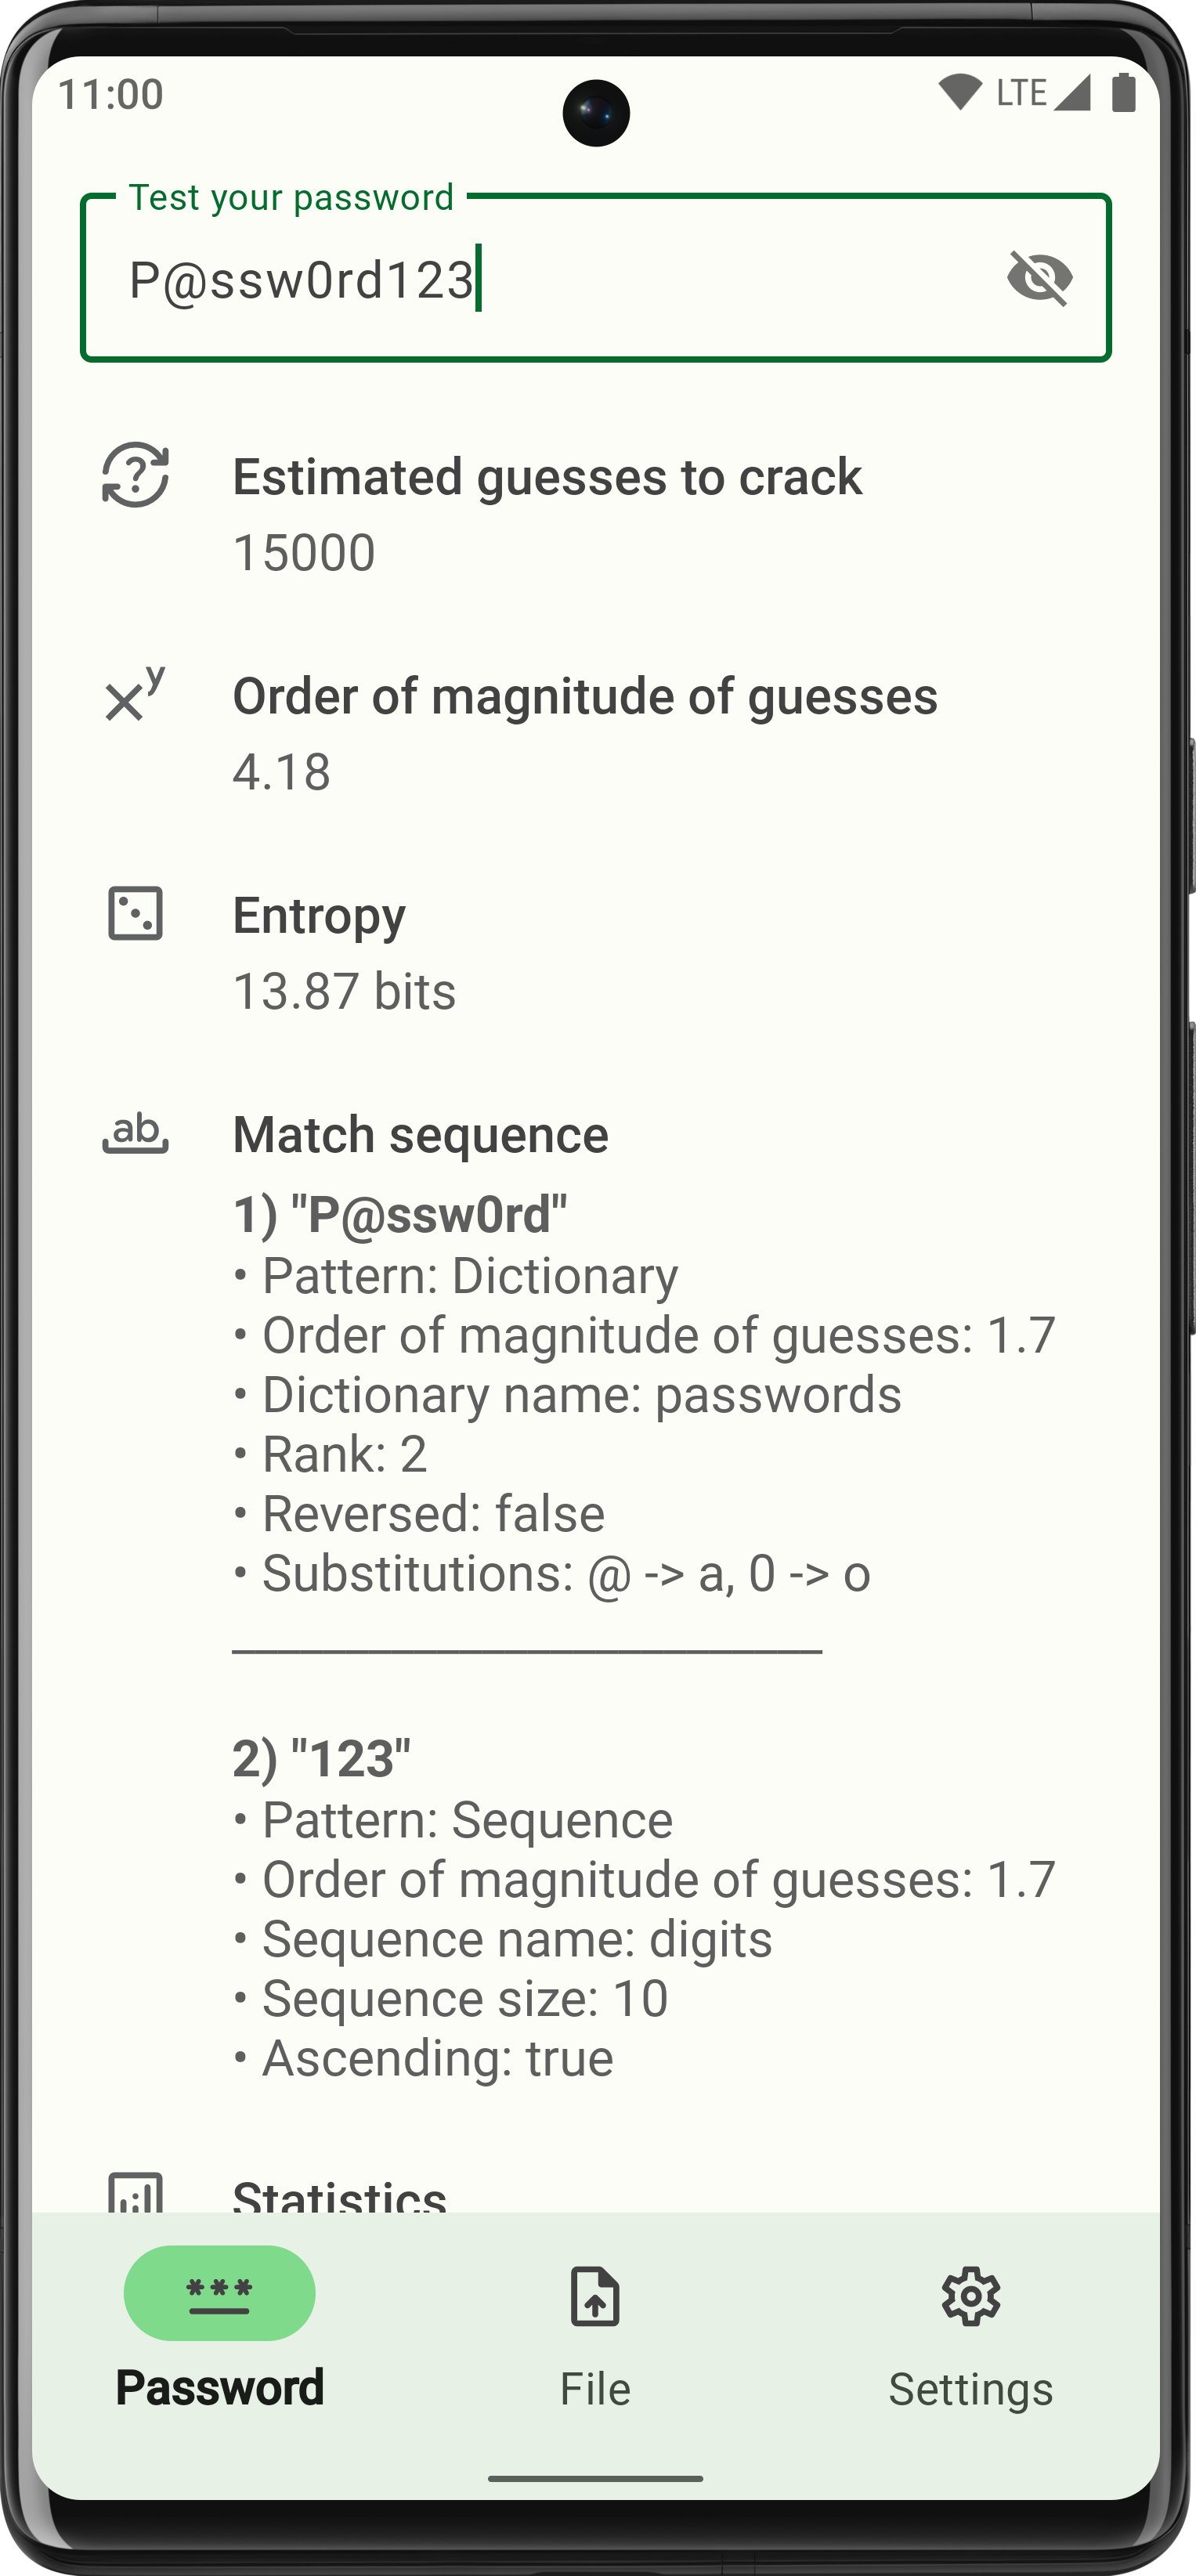 11:00
LTE
Test your password
P@ssw0rd123
Estimated guesses to crack
15000
xʸ
Order of magnitude of guesses
4.18
Entropy
13.87 bits
ab
Match sequence
1) "P@ssw0rd"
• Pattern: Dictionary
• Order of magnitude of guesses: 1.7
• Dictionary name: passwords
• Rank: 2
• Reversed: false
• Substitutions: @ -> a, 0 -> o
__________________________
2) "123"
• Pattern: Sequence
• Order of magnitude of guesses: 1.7
• Sequence name: digits
• Sequence size: 10
• Ascending: true
Statistics
Password
File
Settings